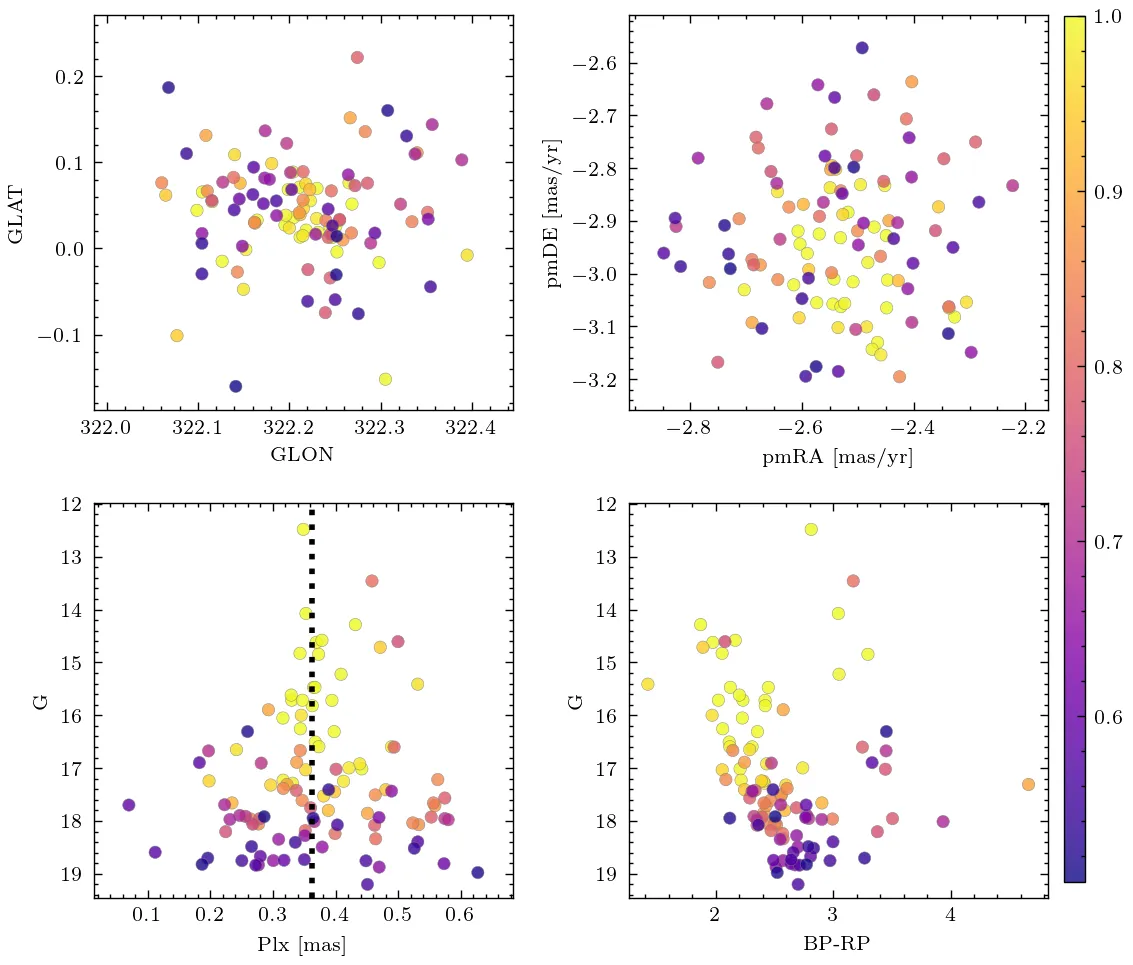 0.2
0.1
0.0
−0.1
GLAT
322.0 322.1 322.2 322.3 322.4
GLON
−2.6
−2.7
−2.8
−2.9
−3.0
−3.1
−3.2
pmDE [mas/yr]
−2.8 −2.6 −2.4 −2.2
pmRA [mas/yr]
1.0
0.9
0.8
0.7
0.6
12
13
14
15
16
17
18
19
G
0.1 0.2 0.3 0.4 0.5 0.6
Plx [mas]
12
13
14
15
16
17
18
19
G
2 3 4
BP-RP